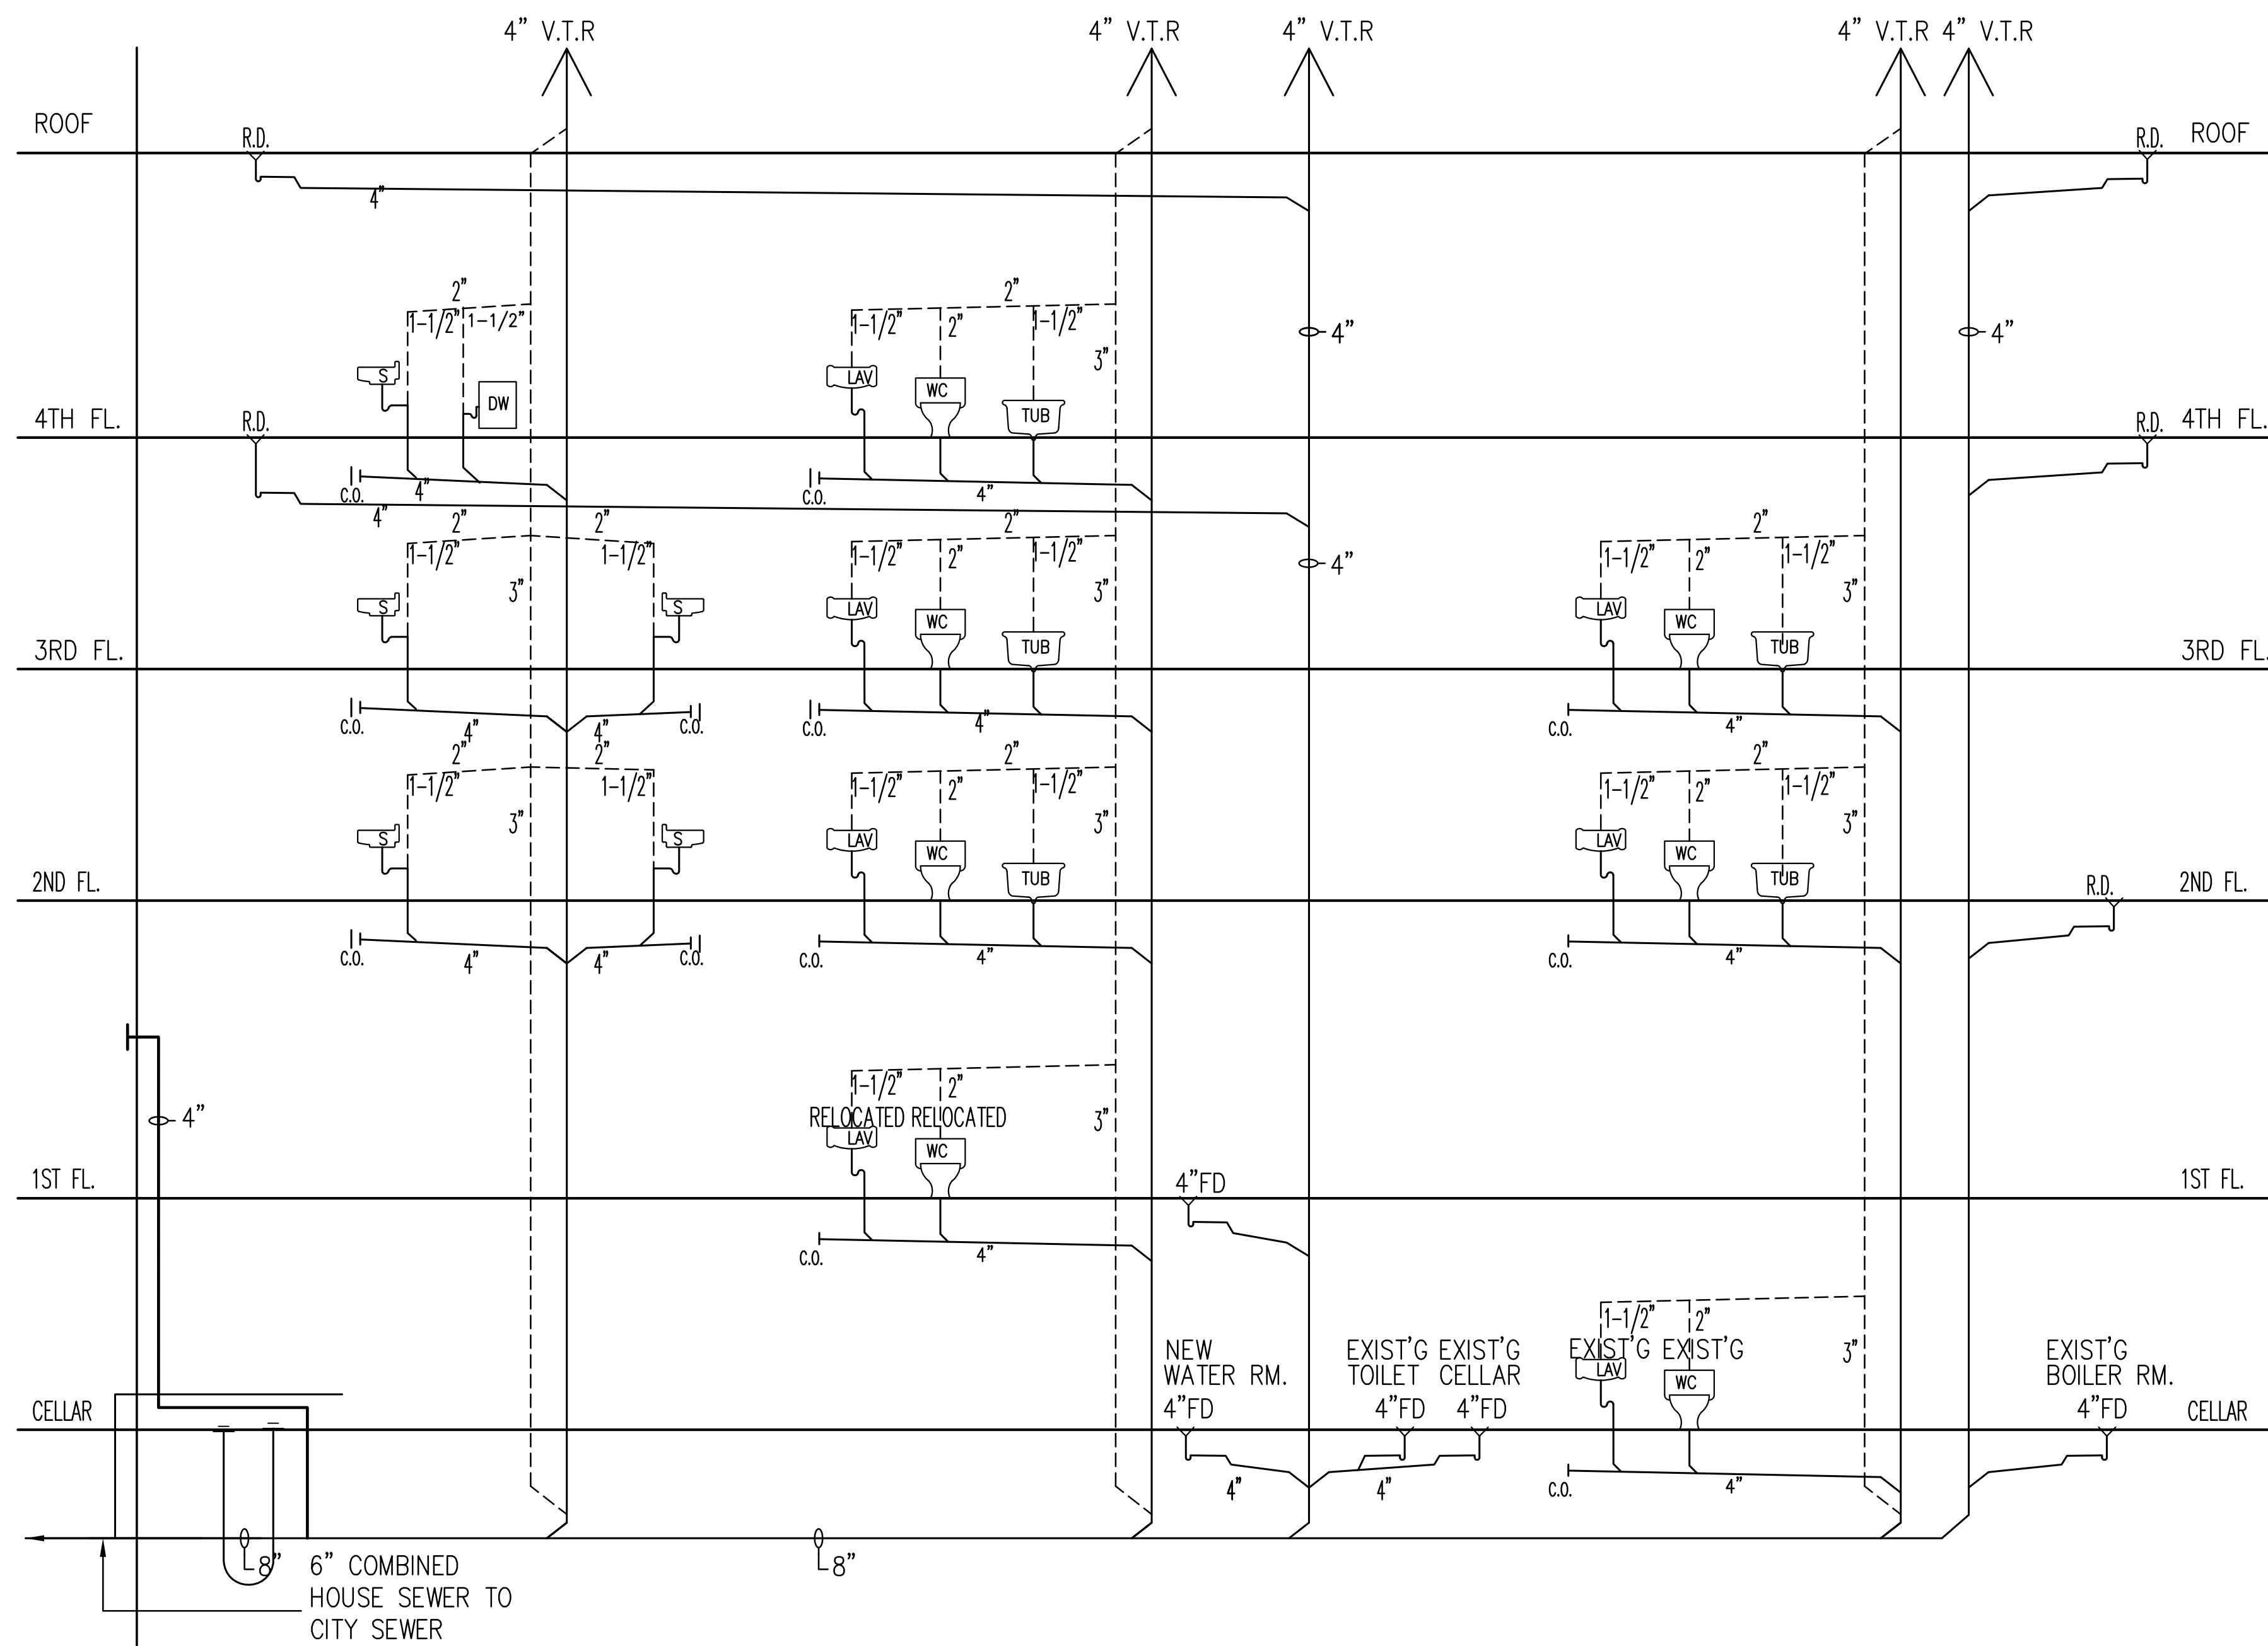 4" V.T.R 4" V.T.R 4" V.T.R 4" V.T.R 4" V.T.R
ROOF R.D. R.D. ROOF
4"
2" 2"
1-1/2" 1-1/2" 1-1/2" 2" 1-1/2"
4" 4"
3"
S DW LAV WC TUB
4TH FL. R.D. R.D. 4TH FL.
C.O. 4" C.O. 4"
4" 2" 2" 2" 2"
1-1/2" 1-1/2" 1-1/2" 2" 1-1/2" 4" 1-1/2" 2" 1-1/2"
3" 3" 3"
S S LAV WC TUB LAV WC TUB
3RD FL. 3RD FL.
C.O. 4" 4" C.O. C.O. 4" C.O. 4"
2" 2" 2" 2"
1-1/2" 1-1/2" 1-1/2" 2" 1-1/2" 1-1/2" 2" 1-1/2"
3" 3" 3"
S S LAV WC TUB LAV WC TUB
2ND FL. R.D. 2ND FL.
C.O. 4" 4" C.O. C.O. 4" C.O. 4"
1-1/2" 2"
4" RELOCATED RELOCATED 3"
LAV WC
1ST FL. 4"FD 1ST FL.
C.O. 4"
1-1/2" 2"
NEW EXIST'G EXIST'G EXIST'G EXIST'G 3" EXIST'G
WATER RM. TOILET CELLAR LAV WC BOILER RM.
CELLAR 4"FD 4"FD 4"FD 4"FD CELLAR
4" 4" C.O. 4"
8" 8"
6" COMBINED
HOUSE SEWER TO
CITY SEWER